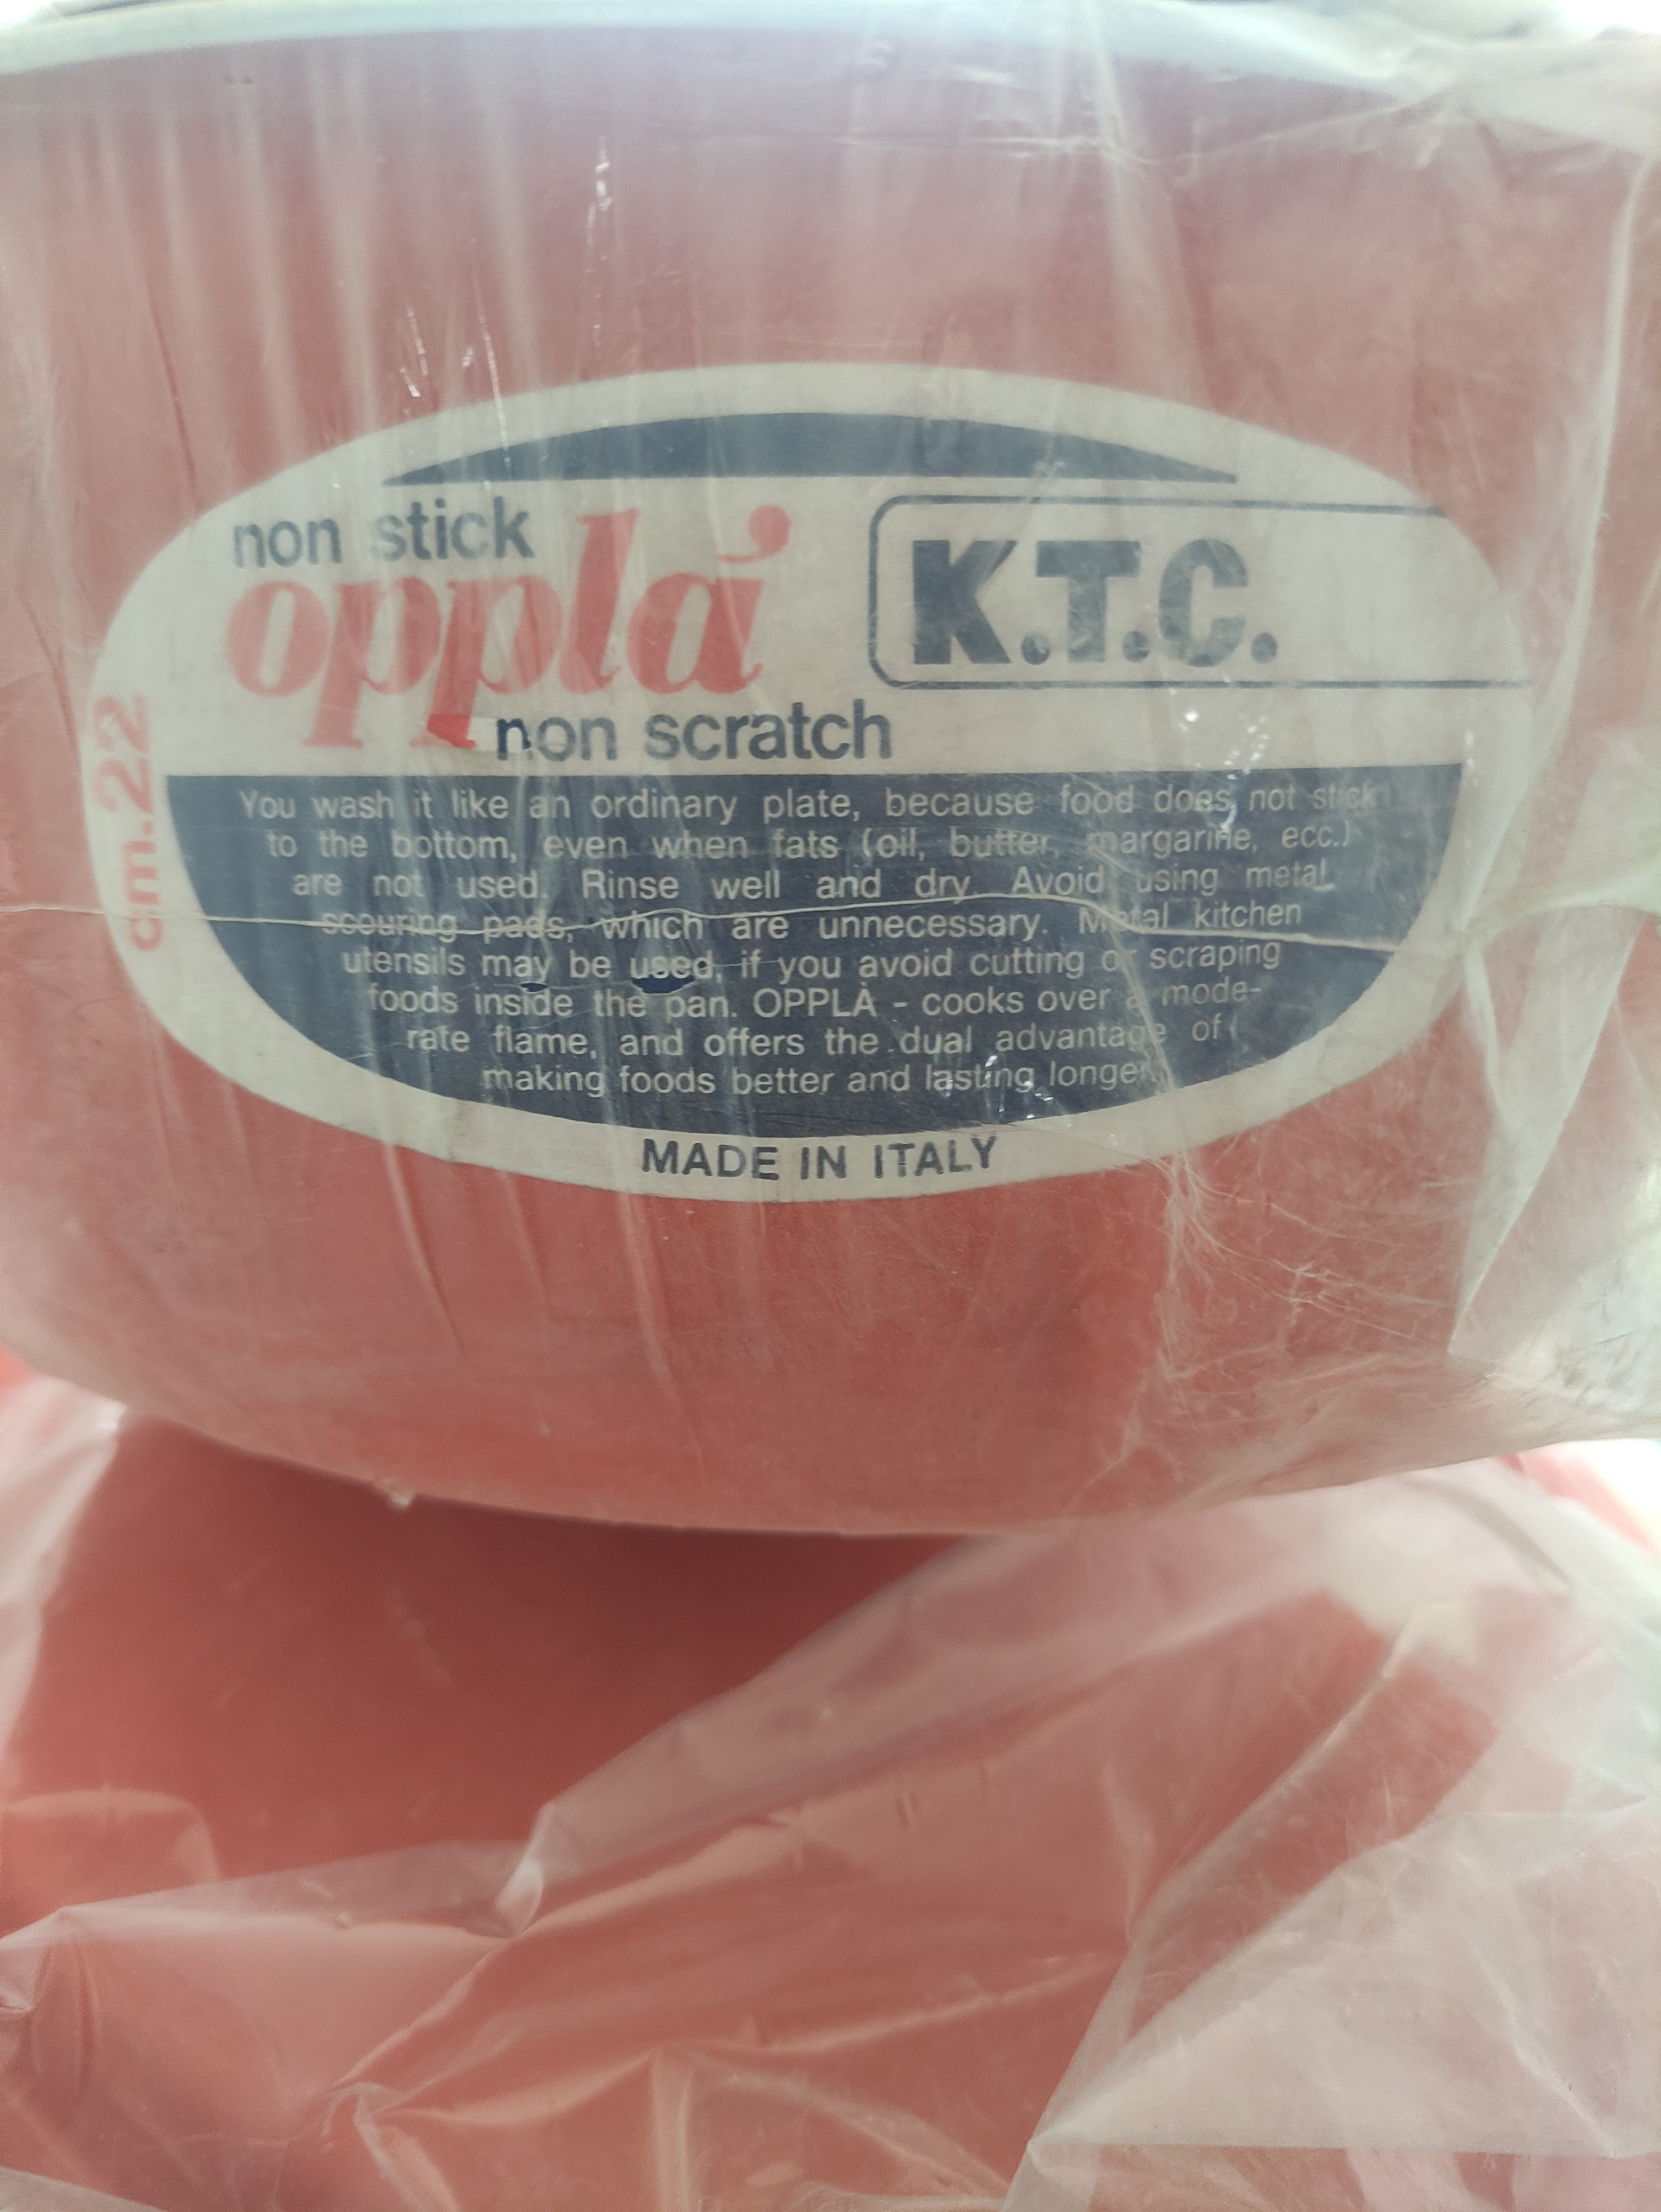 non stick
opplà
K.T.C.
non scratch
cm.22
You wash it like an ordinary plate, because food does not stick
to the bottom, even when fats (oil, butter, margarine, ecc.)
are not used. Rinse well and dry. Avoid using metal
scouring pads, which are unnecessary. Metal kitchen
utensils may be used, if you avoid cutting or scraping
foods inside the pan. OPPLÀ - cooks over a mode-
rate flame, and offers the dual advantage of
making foods better and lasting longer.
MADE IN ITALY